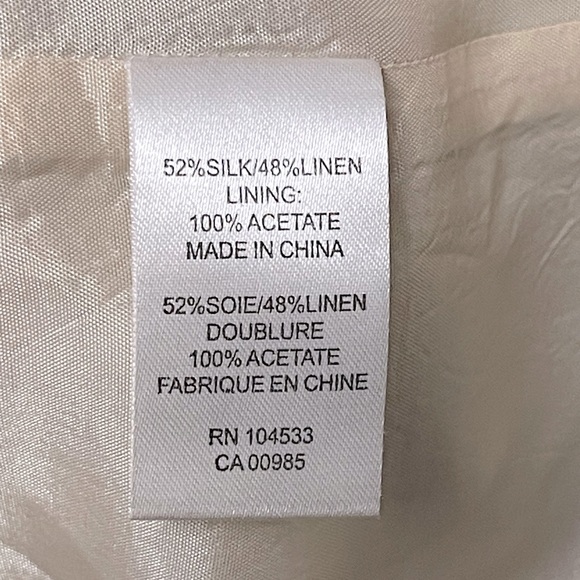 52%SILK/48%LINEN
LINING:
100% ACETATE
MADE IN CHINA
52%SOIE/48%LINEN
DOUBLURE
100% ACETATE
FABRIQUE EN CHINE
RN 104533
CA 00985